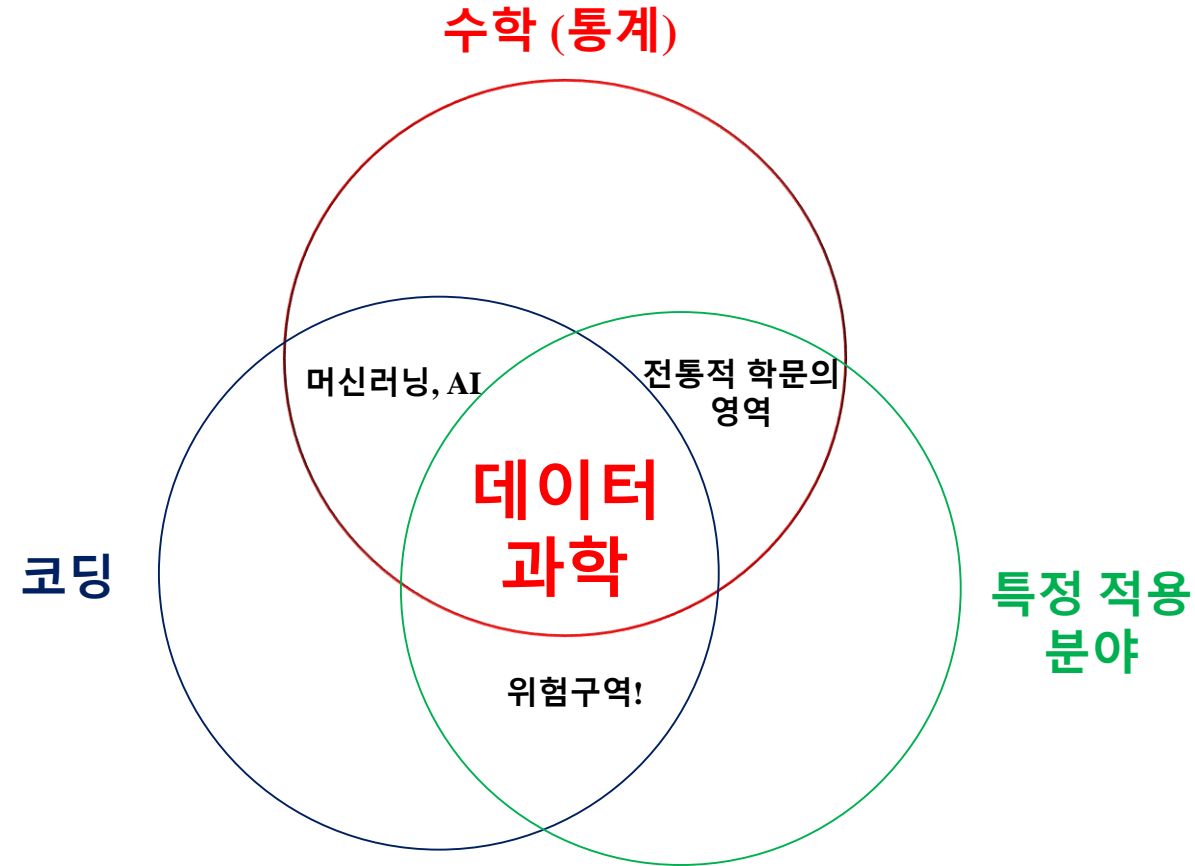 수학 (통계)
머신러닝, AI
전통적 학문의
영역
데이터
과학
코딩
특정 적용
분야
위험구역!